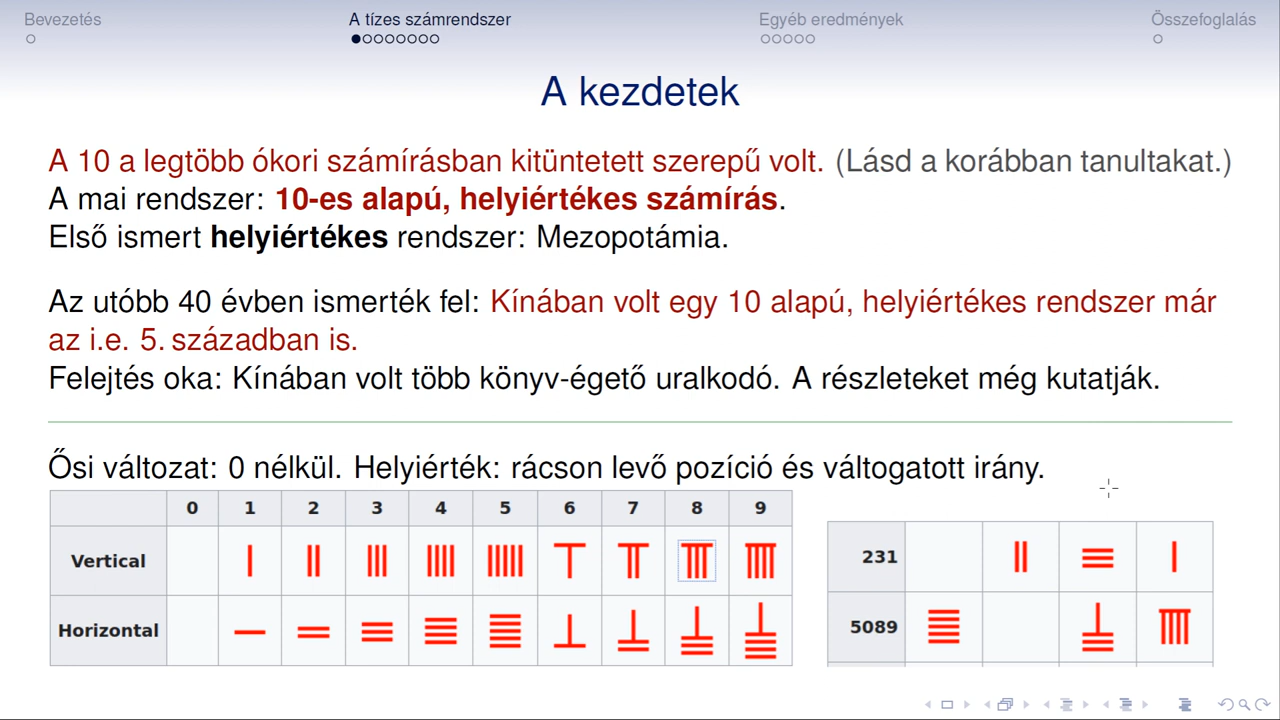 Bevezetés A tízes számrendszer Egyéb eredmények Összefoglalás
A kezdetek
A 10 a legtöbb ókori számírásban kitüntetett szerepű volt. (Lásd a korábban tanultakat.)
A mai rendszer: 10-es alapú, helyiértékes számírás.
Első ismert helyiértékes rendszer: Mezopotámia.
Az utóbb 40 évben ismerték fel: Kínában volt egy 10 alapú, helyiértékes rendszer már
az i.e. 5. században is.
Felejtés oka: Kínában volt több könyv-égető uralkodó. A részleteket még kutatják.
Ősi változat: 0 nélkül. Helyiérték: rácson levő pozíció és váltogatott irány.
0 1 2 3 4 5 6 7 8 9
Vertical
Horizontal
231
5089